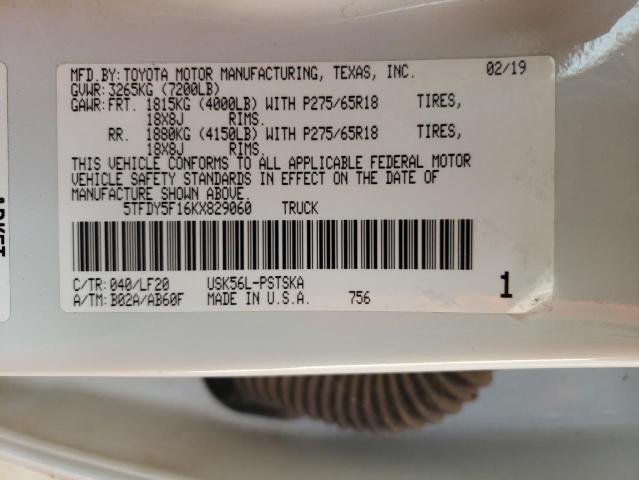 MFD.BY: TOYOTA MOTOR MANUFACTURING, TEXAS, INC. 02/19
GVWR: 3265KG (7200LB)
GAWR: FRT. 1815KG (4000LB) WITH P275/65R18 TIRES,
18X8J RIMS.
RR. 1880KG (4150LB) WITH P275/65R18 TIRES,
18X8J RIMS.
THIS VEHICLE CONFORMS TO ALL APPLICABLE FEDERAL MOTOR
VEHICLE SAFETY STANDARDS IN EFFECT ON THE DATE OF
MANUFACTURE SHOWN ABOVE.
5TFDY5F16KX829060 TRUCK
C/TR: 040/LF20 USK56L-PSTSKA
A/TM: B02A/AB60F MADE IN U.S.A. 756 1